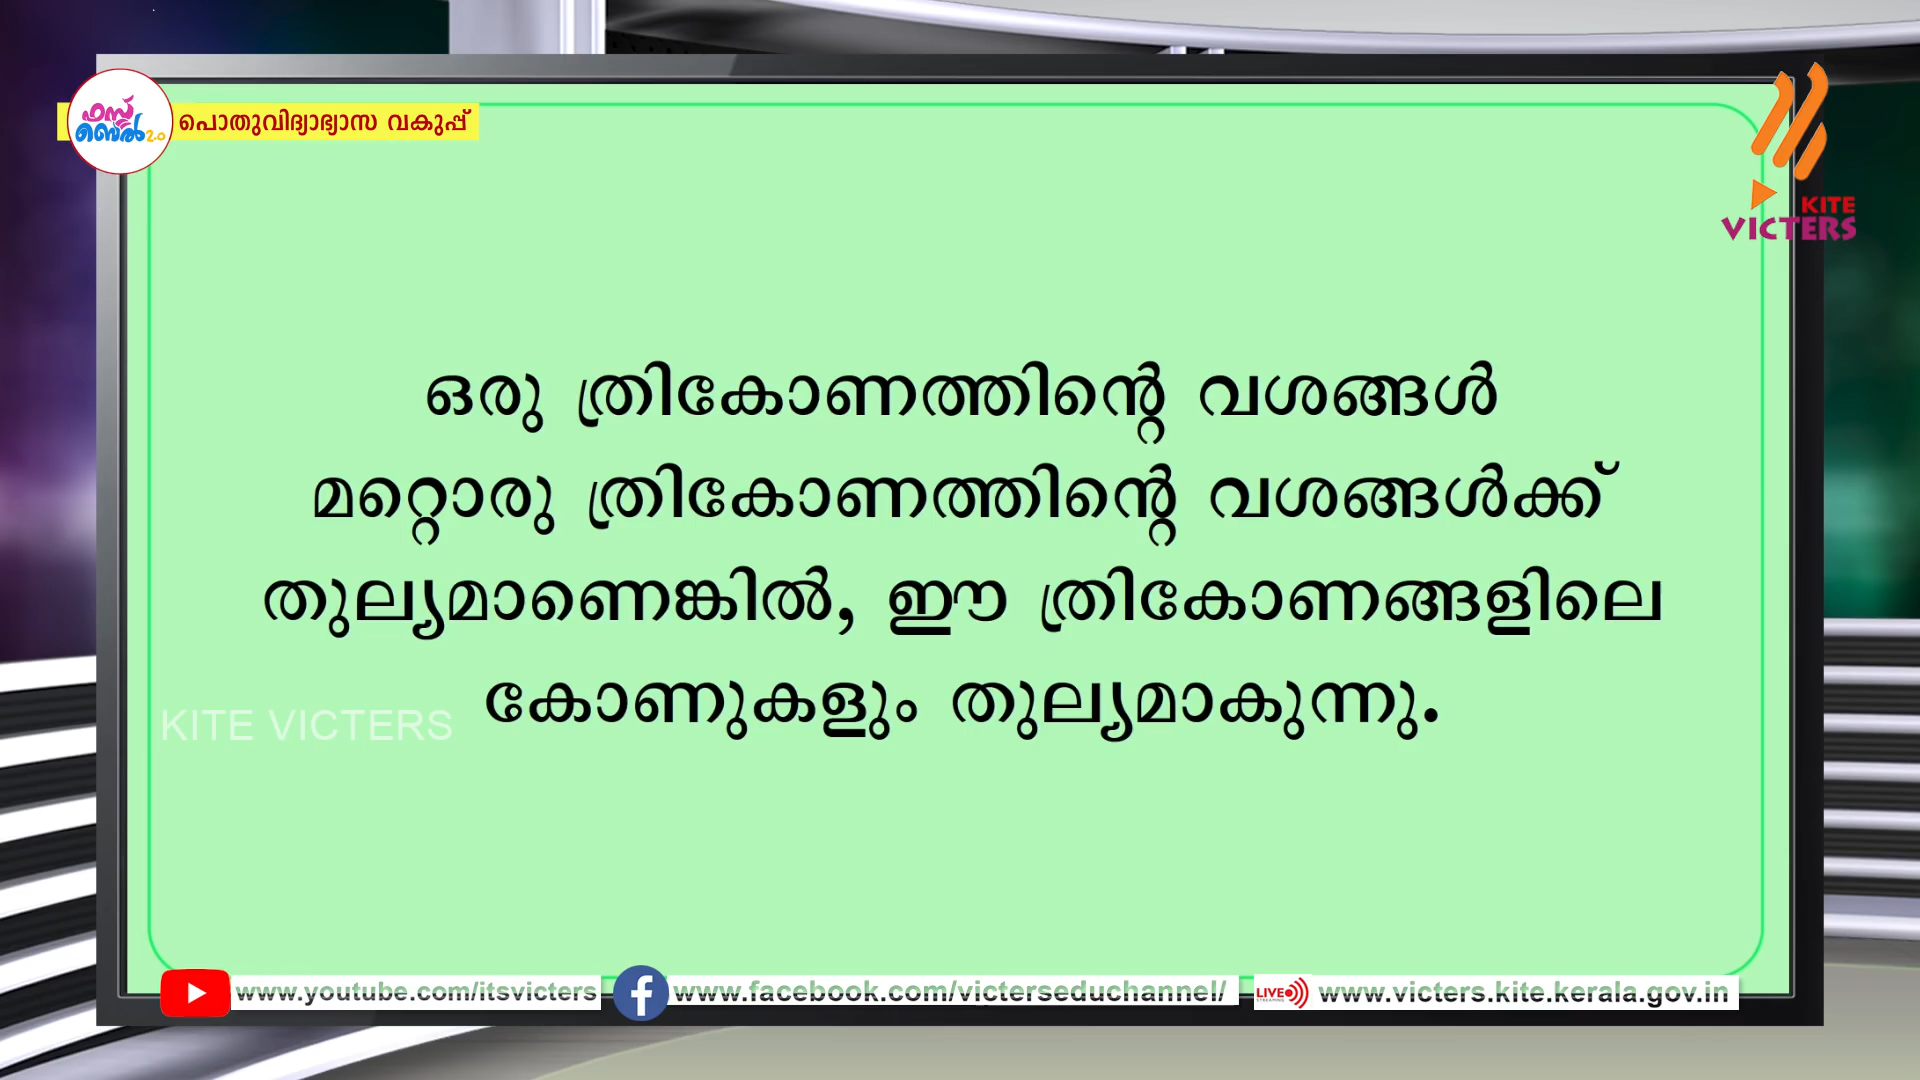 ഫസ്റ്റ്
ബെൽ 2.0
പൊതുവിദ്യാഭ്യാസ വകുപ്പ്
KITE
VICTERS
ഒരു ത്രികോണത്തിന്റെ വശങ്ങൾ
മറ്റൊരു ത്രികോണത്തിന്റെ വശങ്ങൾക്ക്
തുല്യമാണെങ്കിൽ, ഈ ത്രികോണങ്ങളിലെ
കോണുകളും തുല്യമാകുന്നു.
KITE VICTERS
www.youtube.com/itsvicters
www.facebook.com/victerseduchannel/
LIVE
STREAMING
www.victers.kite.kerala.gov.in